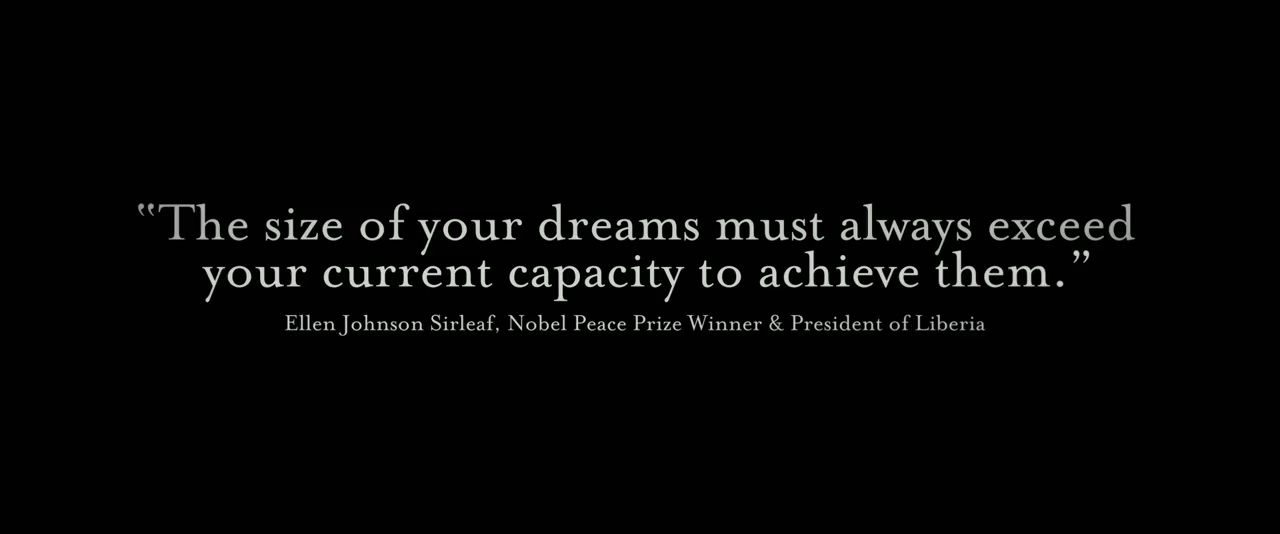 “The size of your dreams must always exceed
your current capacity to achieve them.”
Ellen Johnson Sirleaf, Nobel Peace Prize Winner & President of Liberia